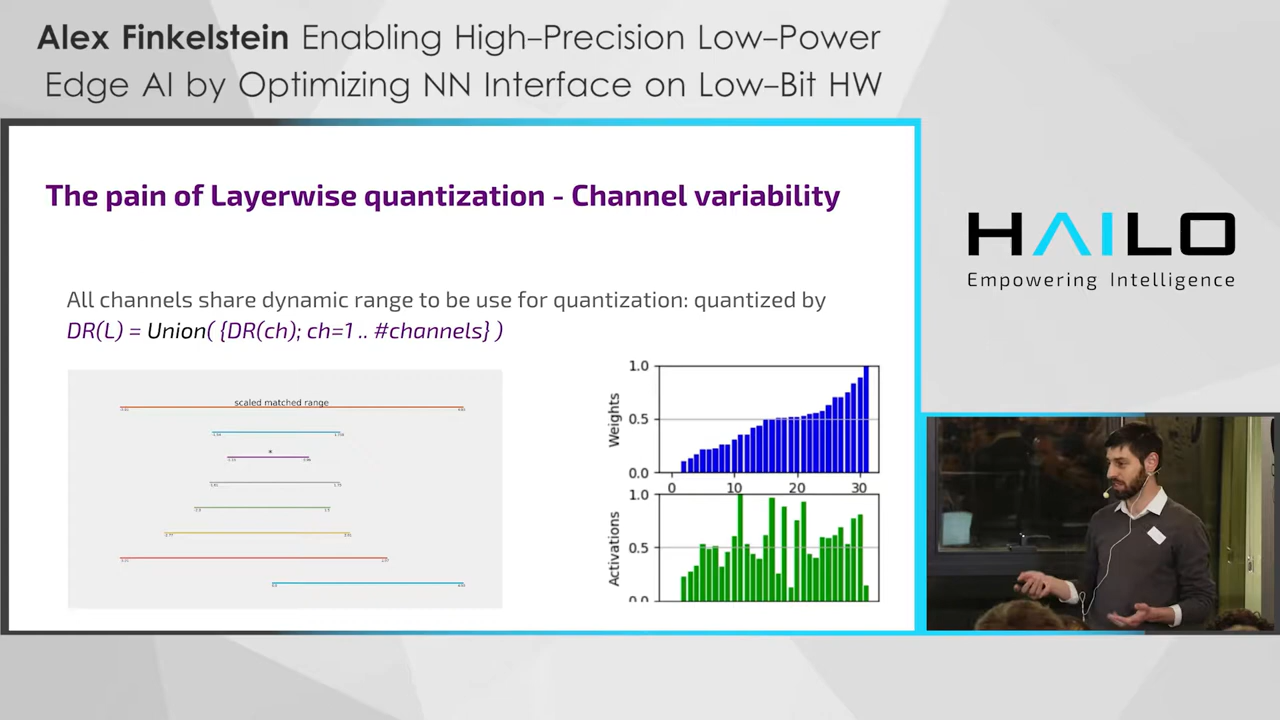 Alex Finkelstein Enabling High-Precision Low-Power
Edge AI by Optimizing NN Interface on Low-Bit HW
The pain of Layerwise quantization - Channel variability
All channels share dynamic range to be use for quantization: quantized by
DR(L) = Union( {DR(ch); ch=1 .. #channels} )
scaled matched range
Weights
1.0
0.5
0.0
0
10
20
30
Activations
1.0
0.5
0.0
HAILO
Empowering Intelligence